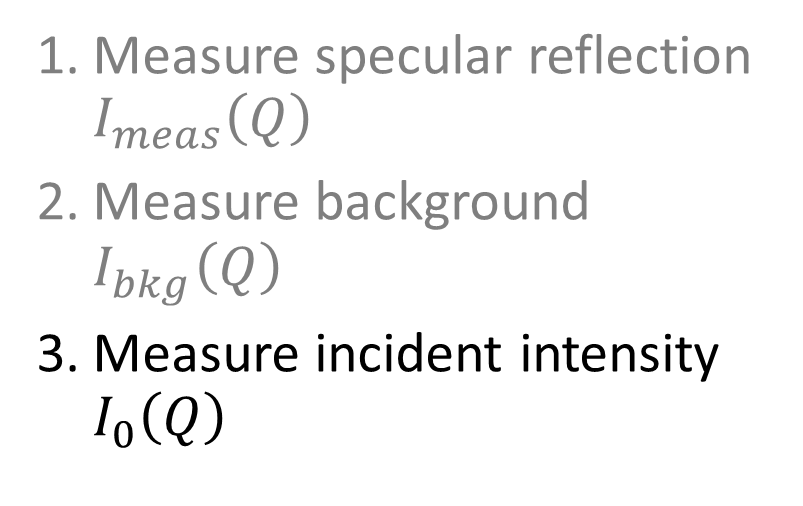 1. Measure specular reflection
I_meas(Q)
2. Measure background
I_bkg(Q)
3. Measure incident intensity
I_0(Q)